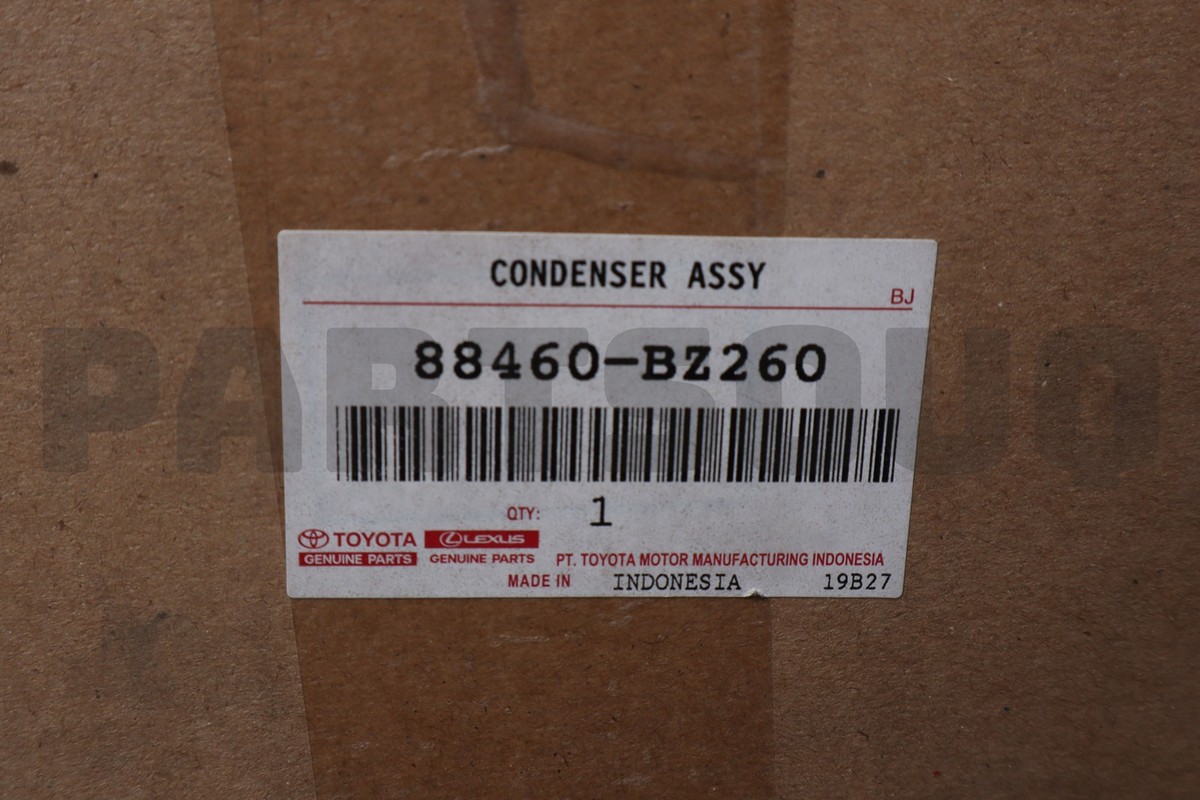 CONDENSER ASSY
BJ
88460-BZ260
PARTSOUQ
QTY: 1
TOYOTA LEXUS
GENUINE PARTS GENUINE PARTS PT. TOYOTA MOTOR MANUFACTURING INDONESIA
MADE IN INDONESIA 19B27